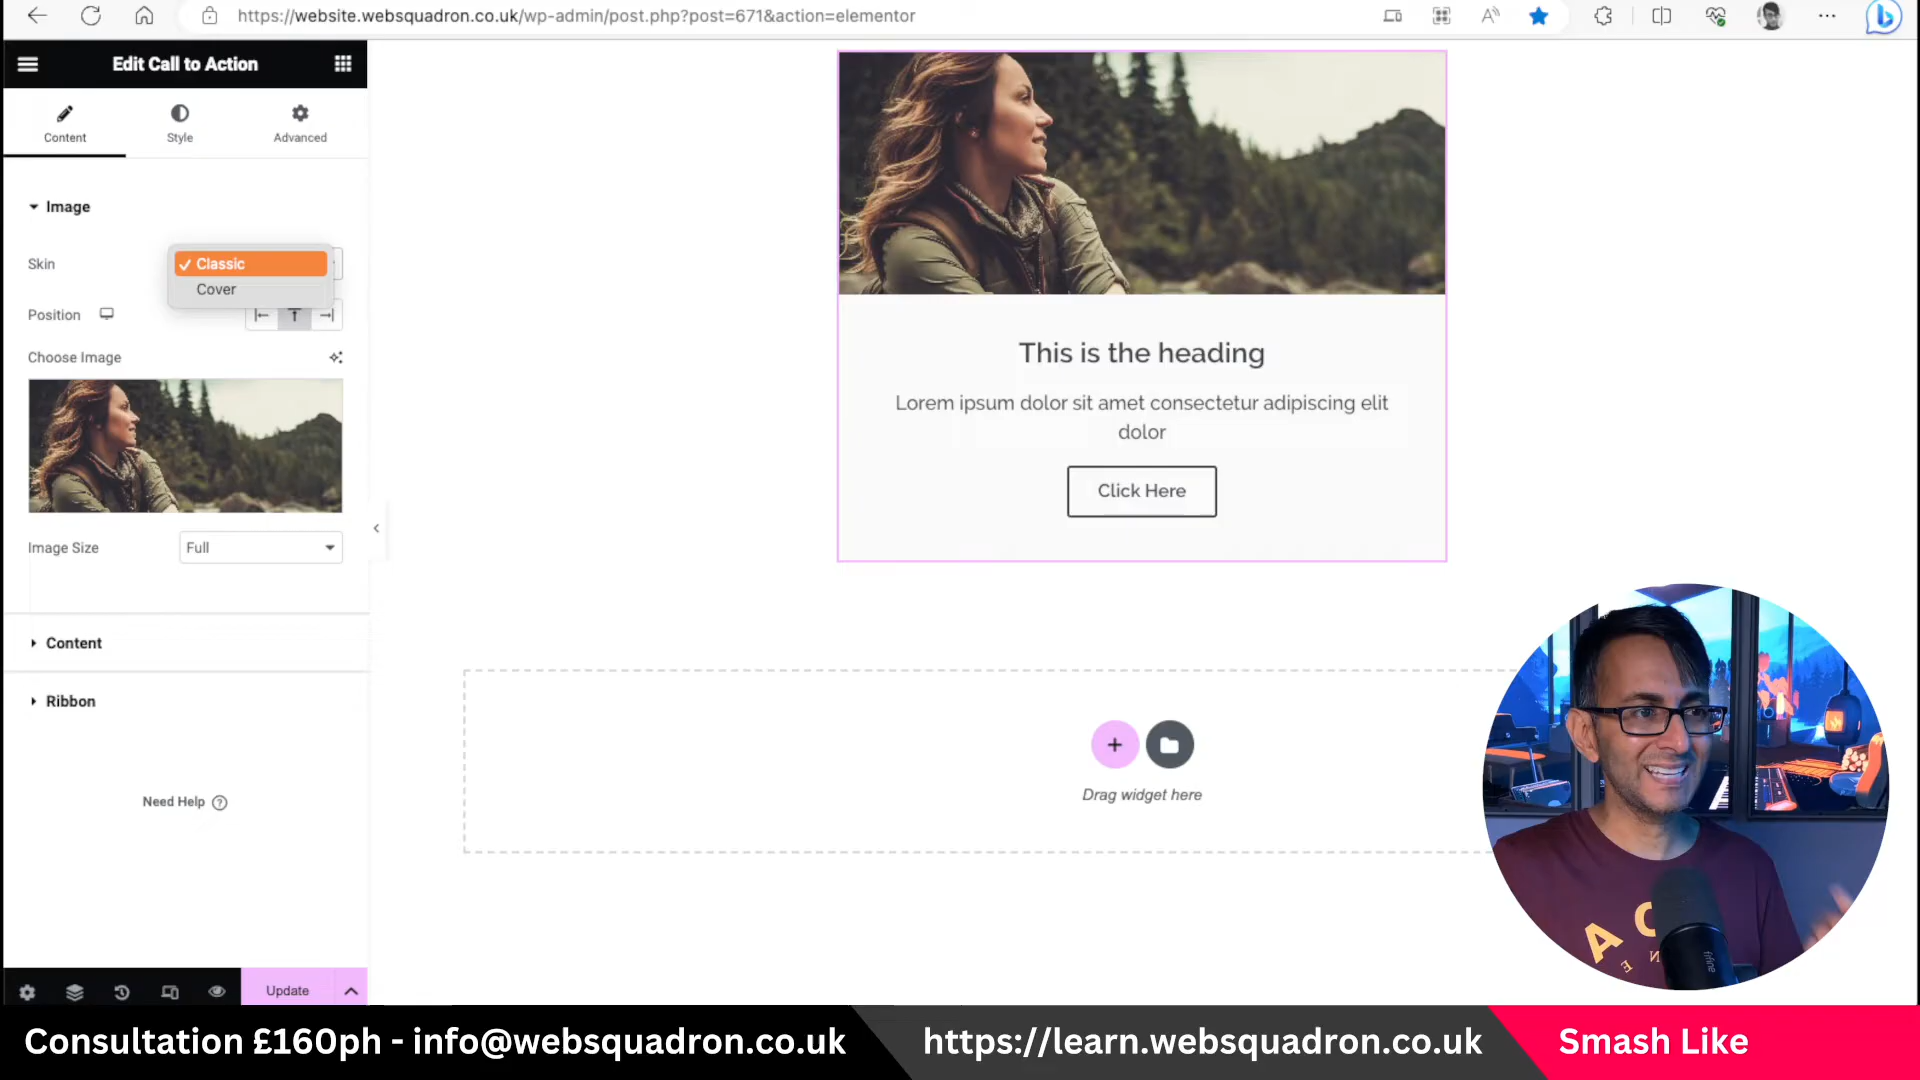 https://website.websquadron.co.uk/wp-admin/post.php?post=671&action=elementor
Edit Call to Action
Content
Style
Advanced
Image
Skin
Classic
Cover
Position
Choose Image
Image Size
Full
Content
Ribbon
Need Help
Update
This is the heading
Lorem ipsum dolor sit amet consectetur adipiscing elit
dolor
Click Here
Drag widget here
fifine
Consultation £160ph - info@websquadron.co.uk
https://learn.websquadron.co.uk
Smash Like